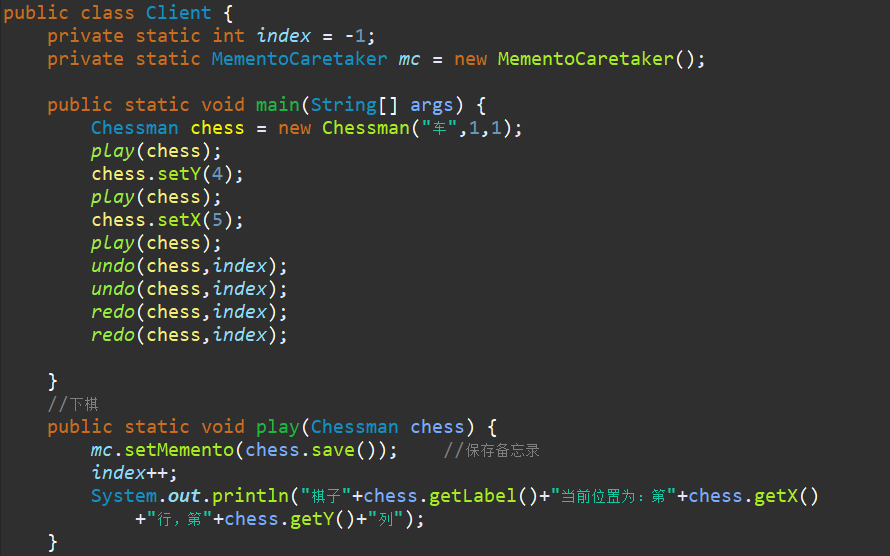 public class Client {
    private static int index = -1;
    private static MementoCaretaker mc = new MementoCaretaker();

    public static void main(String[] args) {
        Chessman chess = new Chessman("车",1,1);
        play(chess);
        chess.setY(4);
        play(chess);
        chess.setX(5);
        play(chess);
        undo(chess,index);
        undo(chess,index);
        redo(chess,index);
        redo(chess,index);

    }
    //下棋
    public static void play(Chessman chess) {
        mc.setMemento(chess.save());    //保存备忘录
        index++;
        System.out.println("棋子"+chess.getLabel()+"当前位置为：第"+chess.getX()
            +"行，第"+chess.getY()+"列");
    }